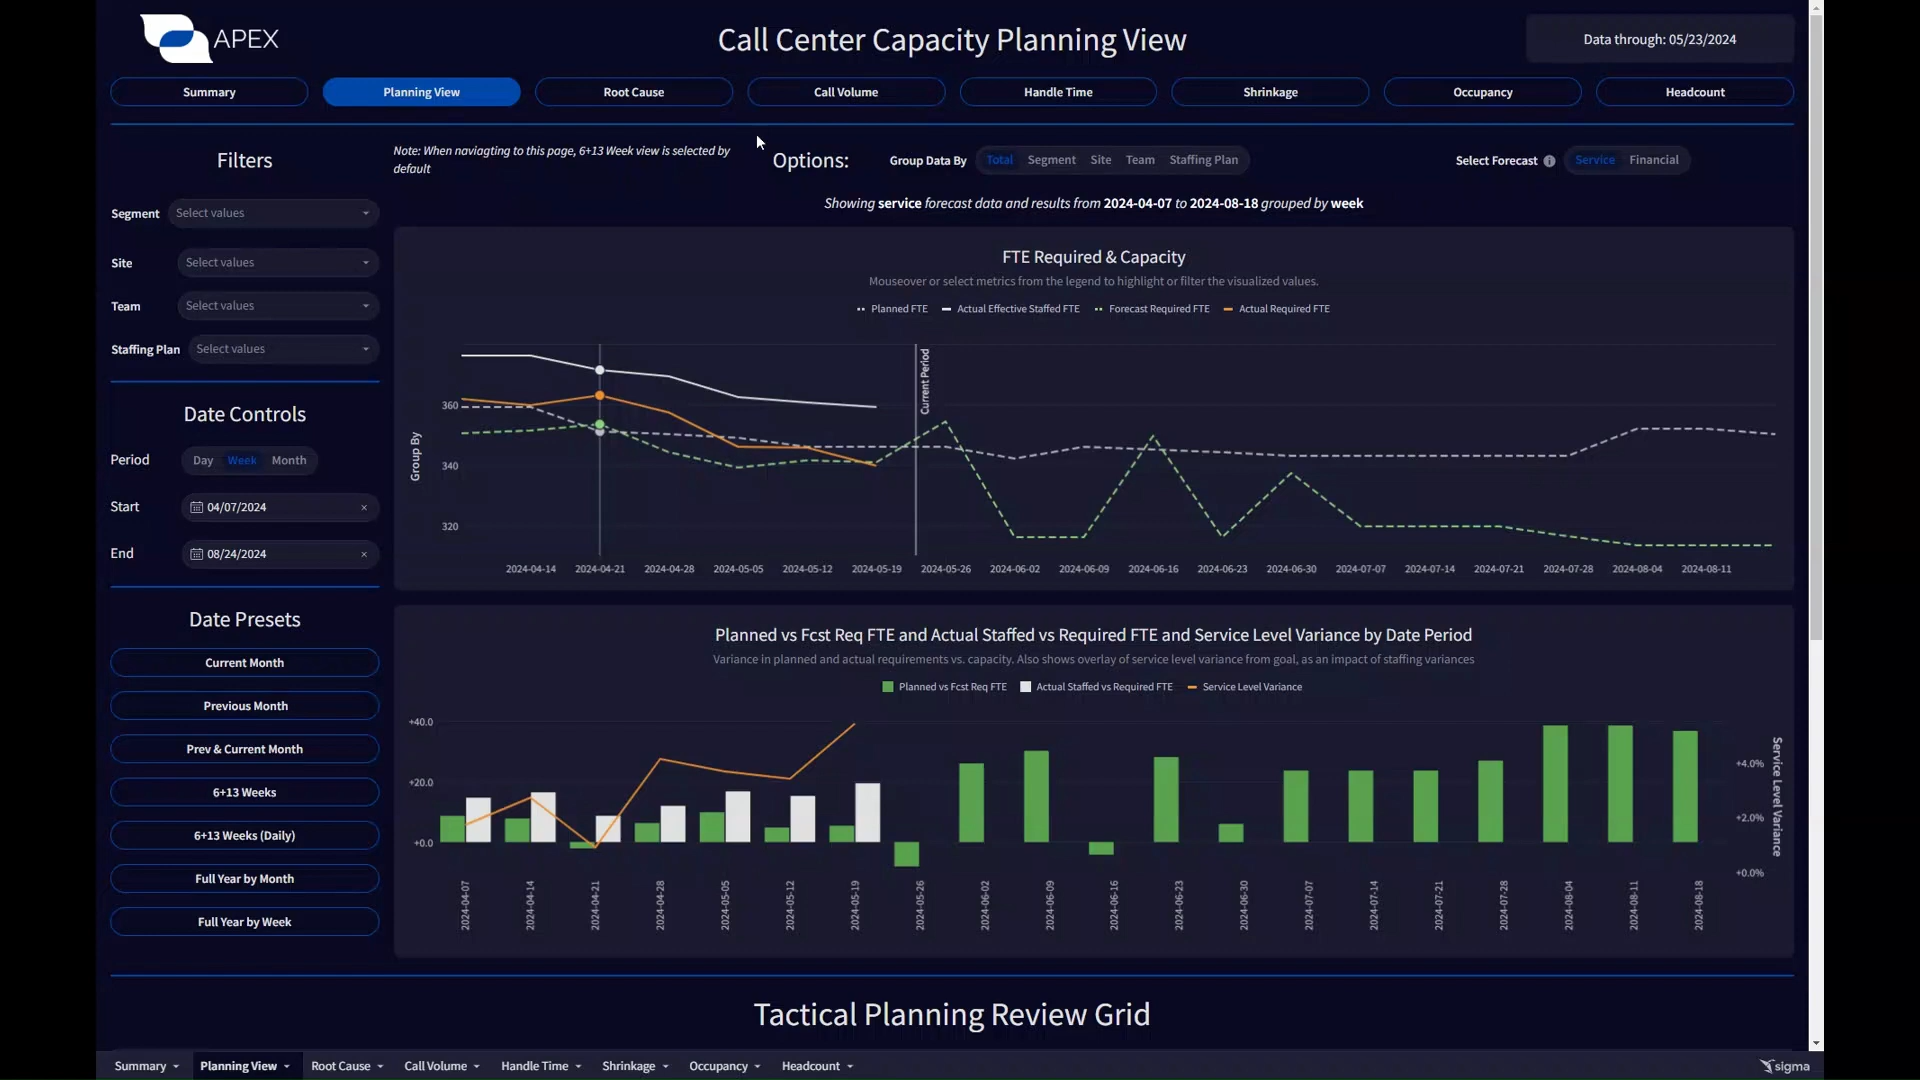 APEX
Call Center Capacity Planning View
Data through: 05/23/2024
Summary
Planning View
Root Cause
Call Volume
Handle Time
Shrinkage
Occupancy
Headcount
Filters
Note: When naviagting to this page, 6+13 Week view is selected by
default
Options:
Group Data By
Total
Segment
Site
Team
Staffing Plan
Select Forecast
Service
Financial
Showing service forecast data and results from 2024-04-07 to 2024-08-18 grouped by week
Segment
Select values
Site
Select values
Team
Select values
Staffing Plan
Select values
Date Controls
Period
Day
Week
Month
Start
04/07/2024
End
08/24/2024
Date Presets
Current Month
Previous Month
Prev & Current Month
6+13 Weeks
6+13 Weeks (Daily)
Full Year by Month
Full Year by Week
FTE Required & Capacity
Mouseover or select metrics from the legend to highlight or filter the visualized values.
Planned FTE
Actual Effective Staffed FTE
Forecast Required FTE
Actual Required FTE
Group By
360
340
320
Current Period
2024-04-14
2024-04-21
2024-04-28
2024-05-05
2024-05-12
2024-05-19
2024-05-26
2024-06-02
2024-06-09
2024-06-16
2024-06-23
2024-06-30
2024-07-07
2024-07-14
2024-07-21
2024-07-28
2024-08-04
2024-08-11
Planned vs Fcst Req FTE and Actual Staffed vs Required FTE and Service Level Variance by Date Period
Variance in planned and actual requirements vs. capacity. Also shows overlay of service level variance from goal, as an impact of staffing variances
Planned vs Fcst Req FTE
Actual Staffed vs Required FTE
Service Level Variance
+40.0
+20.0
+0.0
+4.0%
+2.0%
+0.0%
Service Level Variance
2024-04-07
2024-04-14
2024-04-21
2024-04-28
2024-05-05
2024-05-12
2024-05-19
2024-05-26
2024-06-02
2024-06-09
2024-06-16
2024-06-23
2024-06-30
2024-07-07
2024-07-14
2024-07-21
2024-07-28
2024-08-04
2024-08-11
2024-08-18
Tactical Planning Review Grid
Summary
Planning View
Root Cause
Call Volume
Handle Time
Shrinkage
Occupancy
Headcount
sigma